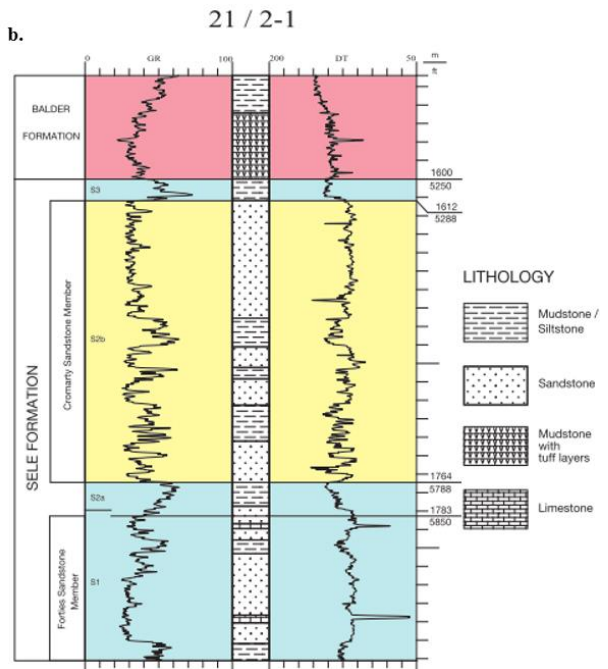 21 / 2-1
b.
0 GR 100 200 DT 50 m
ft
BALDER
FORMATION
1600
5250
S3
1612
5288
SELE FORMATION
Cromarty Sandstone Member
S2b
1764
5788
S2a
1783
5850
Forties Sandstone
Member
S1
LITHOLOGY
Mudstone /
Siltstone
Sandstone
Mudstone
with
tuff layers
Limestone